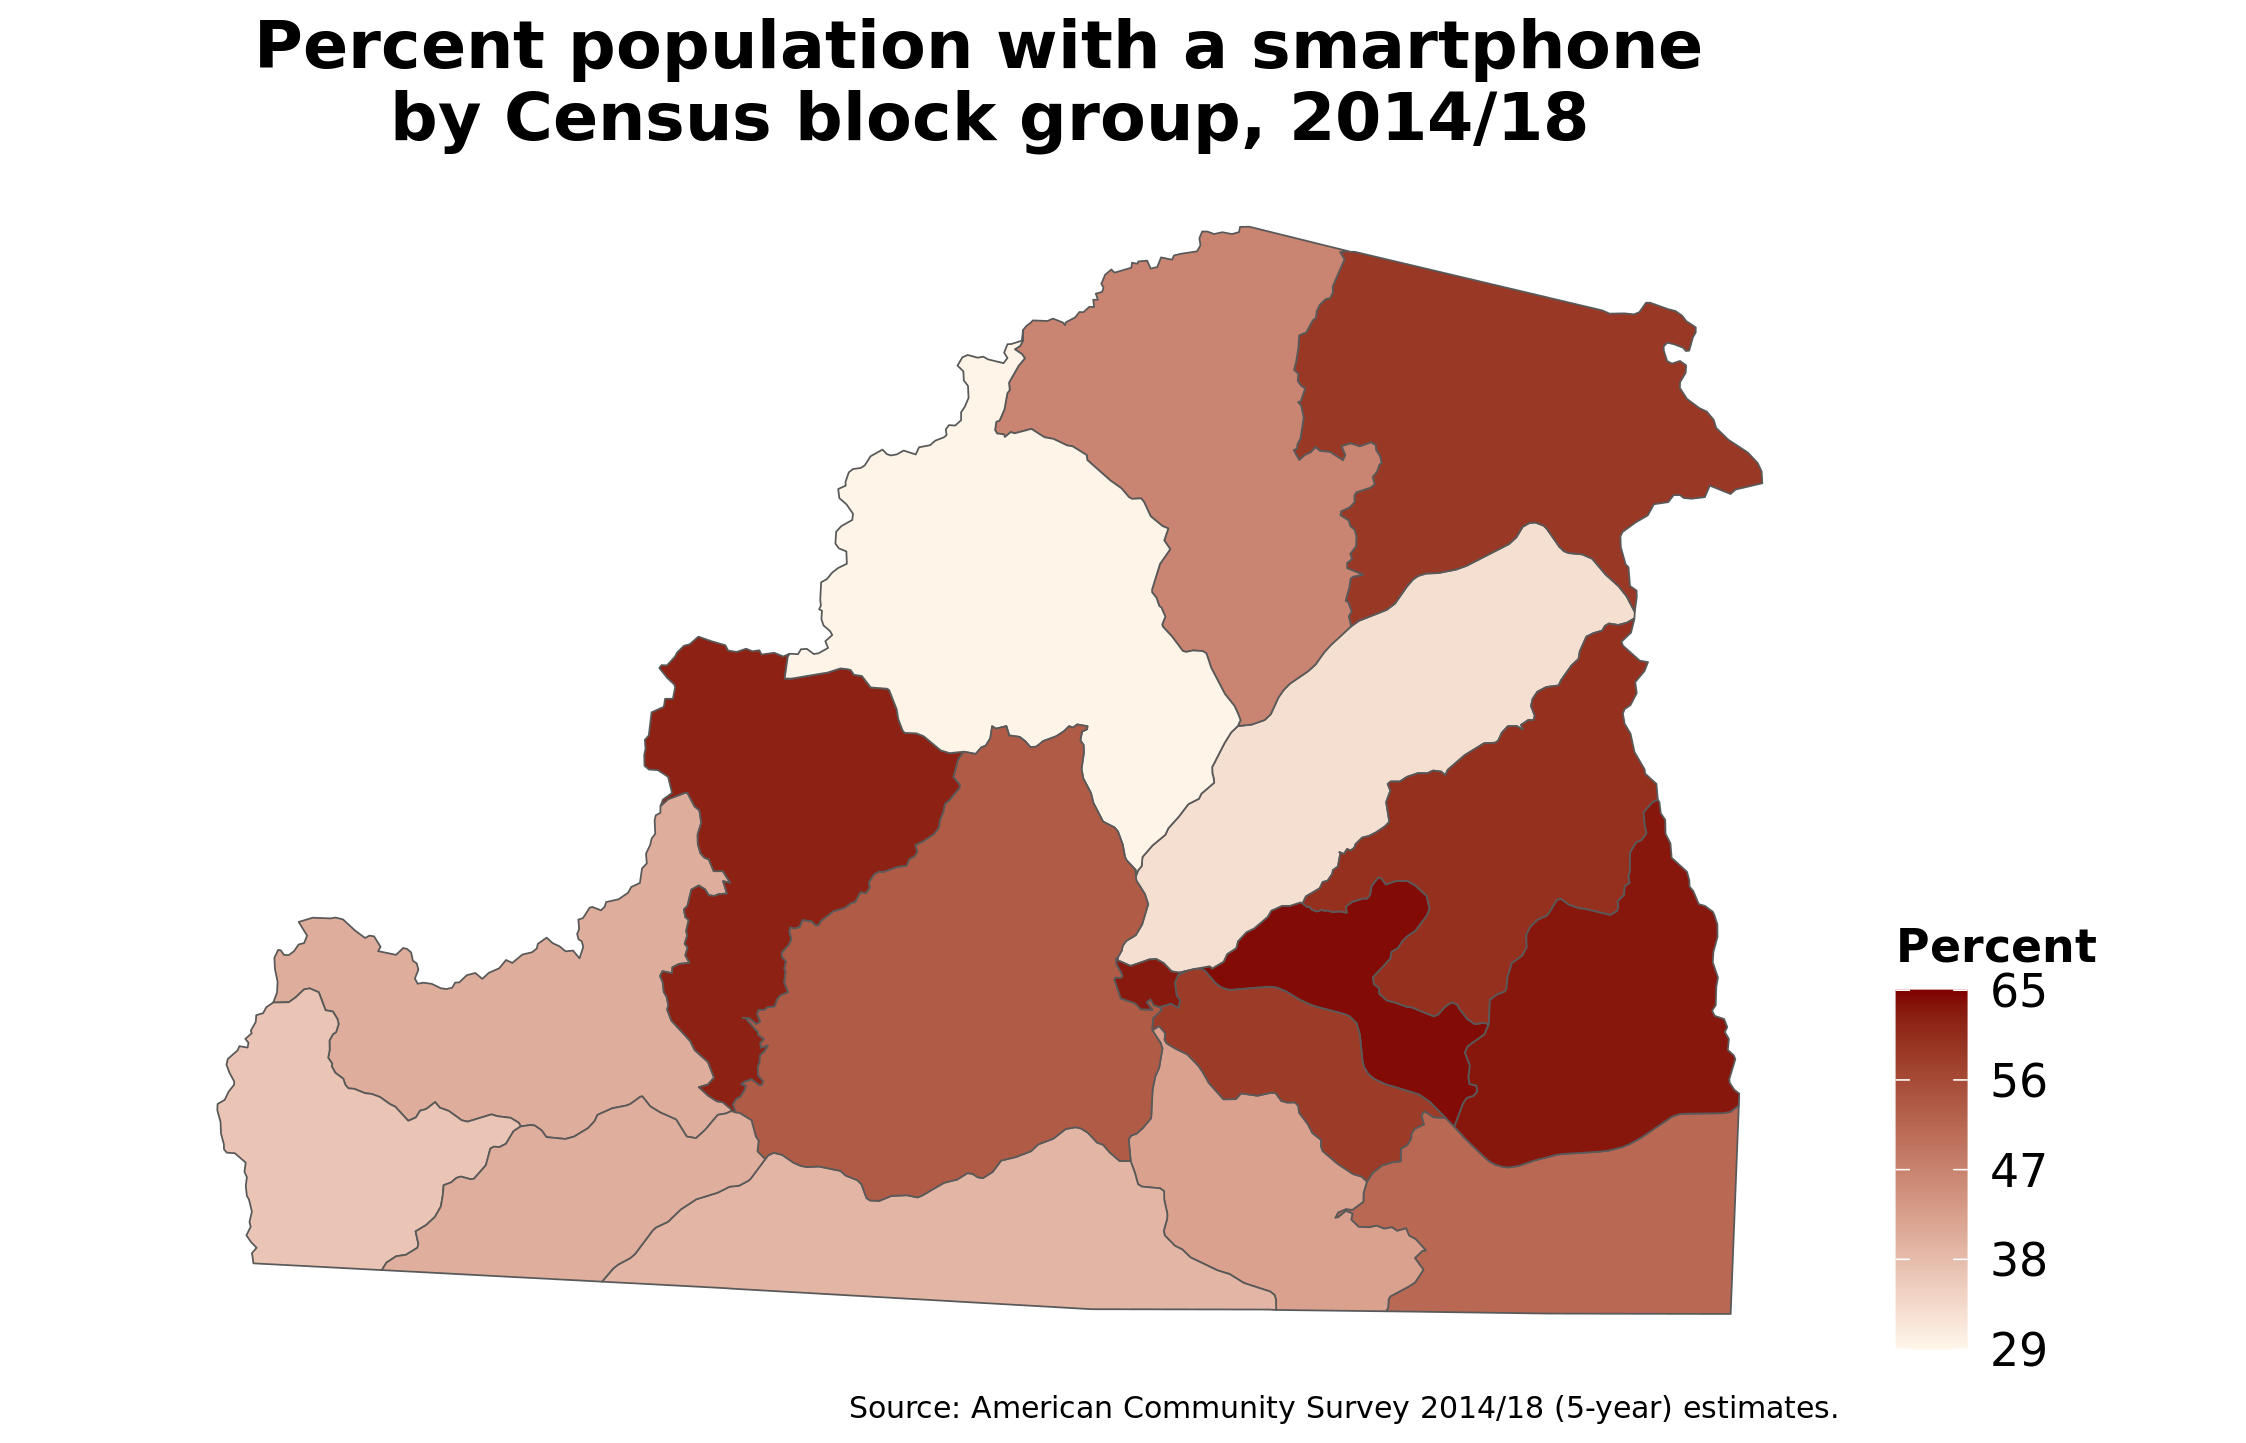 Percent population with a smartphone
by Census block group, 2014/18
Percent
65
56
47
38
29
Source: American Community Survey 2014/18 (5-year) estimates.